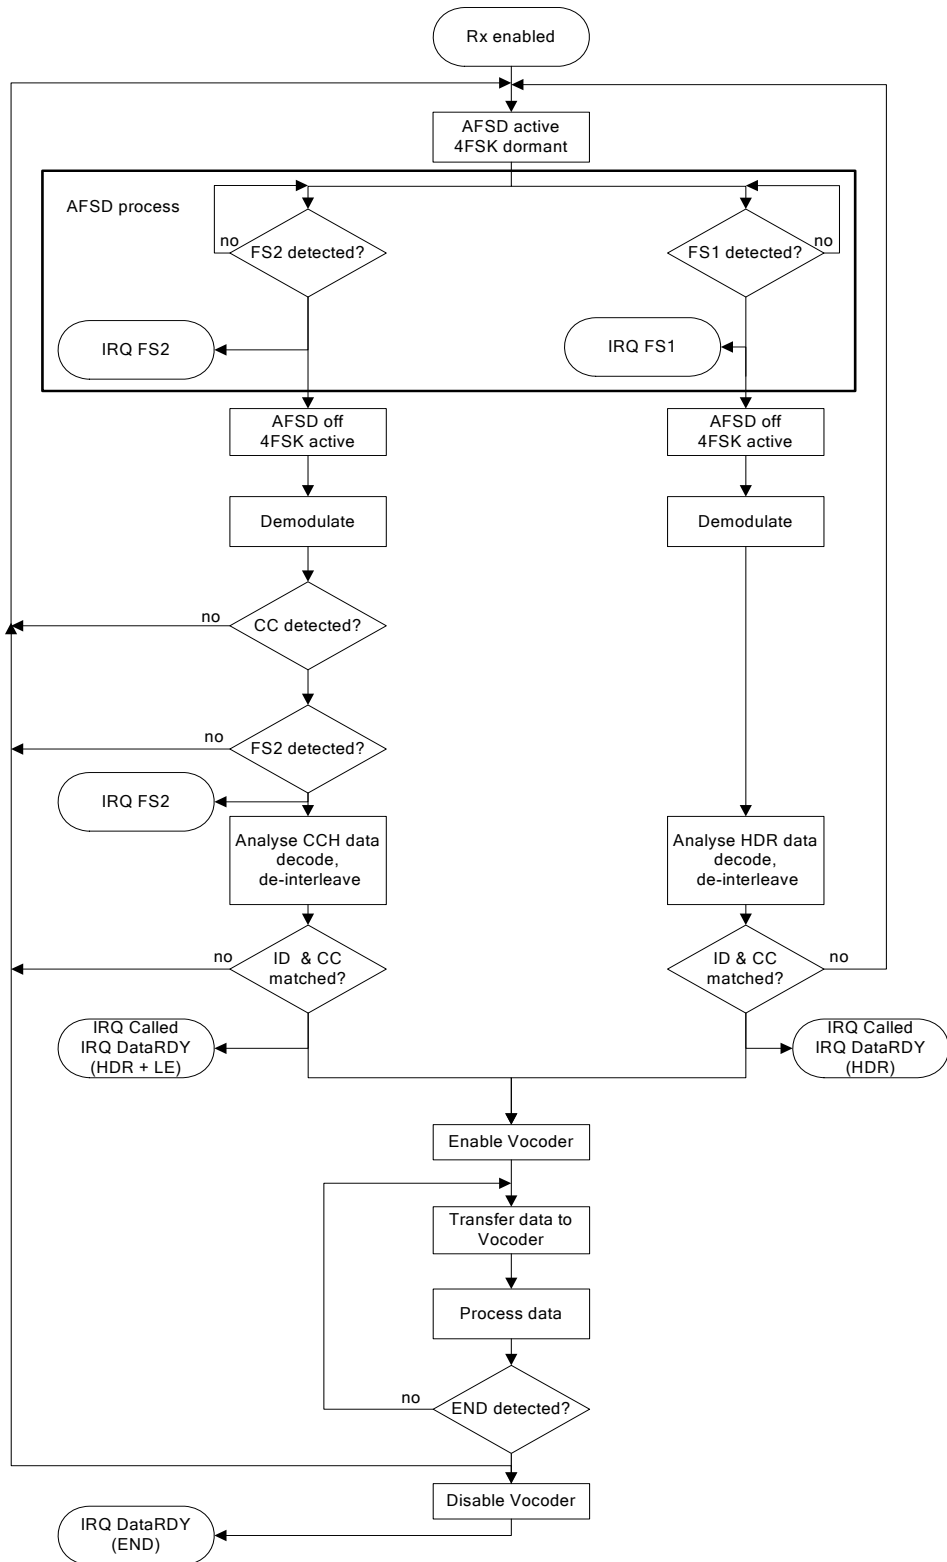 Rx enabled
AFSD active
4FSK dormant
AFSD process
no
FS2 detected?
FS1 detected?
no
IRQ FS2
IRQ FS1
AFSD off
4FSK active
AFSD off
4FSK active
Demodulate
Demodulate
no
CC detected?
no
FS2 detected?
IRQ FS2
Analyse CCH data
decode,
de-interleave
Analyse HDR data
decode,
de-interleave
no
ID & CC
matched?
ID & CC
matched?
no
IRQ Called
IRQ DataRDY
(HDR + LE)
IRQ Called
IRQ DataRDY
(HDR)
Enable Vocoder
Transfer data to
Vocoder
Process data
no
END detected?
Disable Vocoder
IRQ DataRDY
(END)